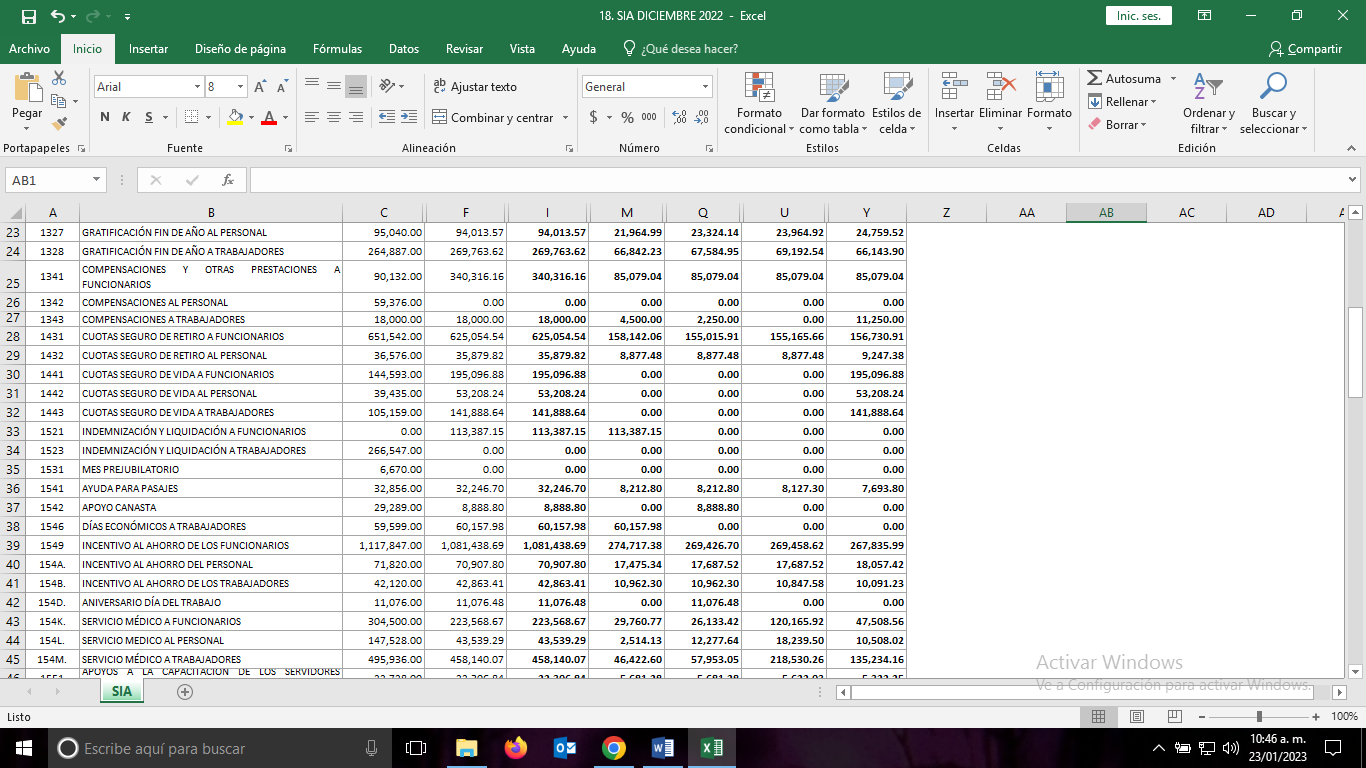 18. SIA DICIEMBRE 2022 - Excel
Inic. ses.
Archivo Inicio Insertar Diseño de página Fórmulas Datos Revisar Vista Ayuda ¿Qué desea hacer? Compartir
Pegar
Portapapeles
Arial 8
N K S
Fuente
Ajustar texto
Combinar y centrar
Alineación
General
$ % 000
Número
Formato condicional
Dar formato como tabla
Estilos de celda
Estilos
Insertar Eliminar Formato
Celdas
Autosuma
Rellenar
Borrar
Ordenar y filtrar
Buscar y seleccionar
Edición
AB1 fx
A B C F I M Q U Y Z AA AB AC AD
23 1327 GRATIFICACIÓN FIN DE AÑO AL PERSONAL 95,040.00 94,013.57 94,013.57 21,964.99 23,324.14 23,964.92 24,759.52
24 1328 GRATIFICACIÓN FIN DE AÑO A TRABAJADORES 264,887.00 269,763.62 269,763.62 66,842.23 67,584.95 69,192.54 66,143.90
25 1341 COMPENSACIONES Y OTRAS PRESTACIONES A FUNCIONARIOS 90,132.00 340,316.16 340,316.16 85,079.04 85,079.04 85,079.04 85,079.04
26 1342 COMPENSACIONES AL PERSONAL 59,376.00 0.00 0.00 0.00 0.00 0.00 0.00
27 1343 COMPENSACIONES A TRABAJADORES 18,000.00 18,000.00 18,000.00 4,500.00 2,250.00 0.00 11,250.00
28 1431 CUOTAS SEGURO DE RETIRO A FUNCIONARIOS 651,542.00 625,054.54 625,054.54 158,142.06 155,015.91 155,165.66 156,730.91
29 1432 CUOTAS SEGURO DE RETIRO AL PERSONAL 36,576.00 35,879.82 35,879.82 8,877.48 8,877.48 8,877.48 9,247.38
30 1441 CUOTAS SEGURO DE VIDA A FUNCIONARIOS 144,593.00 195,096.88 195,096.88 0.00 0.00 0.00 195,096.88
31 1442 CUOTAS SEGURO DE VIDA AL PERSONAL 39,435.00 53,208.24 53,208.24 0.00 0.00 0.00 53,208.24
32 1443 CUOTAS SEGURO DE VIDA A TRABAJADORES 105,159.00 141,888.64 141,888.64 0.00 0.00 0.00 141,888.64
33 1521 INDEMNIZACIÓN Y LIQUIDACIÓN A FUNCIONARIOS 0.00 113,387.15 113,387.15 113,387.15 0.00 0.00 0.00
34 1523 INDEMNIZACIÓN Y LIQUIDACIÓN A TRABAJADORES 266,547.00 0.00 0.00 0.00 0.00 0.00 0.00
35 1531 MES PREJUBILATORIO 6,670.00 0.00 0.00 0.00 0.00 0.00 0.00
36 1541 AYUDA PARA PASAJES 32,856.00 32,246.70 32,246.70 8,212.80 8,212.80 8,127.30 7,693.80
37 1542 APOYO CANASTA 29,289.00 8,888.80 8,888.80 0.00 8,888.80 0.00 0.00
38 1546 DÍAS ECONÓMICOS A TRABAJADORES 59,599.00 60,157.98 60,157.98 60,157.98 0.00 0.00 0.00
39 1549 INCENTIVO AL AHORRO DE LOS FUNCIONARIOS 1,117,847.00 1,081,438.69 1,081,438.69 274,717.38 269,426.70 269,458.62 267,835.99
40 154A. INCENTIVO AL AHORRO DEL PERSONAL 71,820.00 70,907.80 70,907.80 17,475.34 17,687.52 17,687.52 18,057.42
41 154B. INCENTIVO AL AHORRO DE LOS TRABAJADORES 42,120.00 42,863.41 42,863.41 10,962.30 10,962.30 10,847.58 10,091.23
42 154D. ANIVERSARIO DÍA DEL TRABAJO 11,076.00 11,076.48 11,076.48 0.00 11,076.48 0.00 0.00
43 154K. SERVICIO MÉDICO A FUNCIONARIOS 304,500.00 223,568.67 223,568.67 29,760.77 26,133.42 120,165.92 47,508.56
44 154L. SERVICIO MEDICO AL PERSONAL 147,528.00 43,539.29 43,539.29 2,514.13 12,277.64 18,239.50 10,508.02
45 154M. SERVICIO MÉDICO A TRABAJADORES 495,936.00 458,140.07 458,140.07 46,422.60 57,953.05 218,530.26 135,234.16
APOYOS A LA CAPACITACION DE LOS SERVIDORES
Activar Windows
Ve a Configuración para activar Windows.
SIA
Listo 100%
Escribe aquí para buscar
10:46 a. m.
23/01/2023